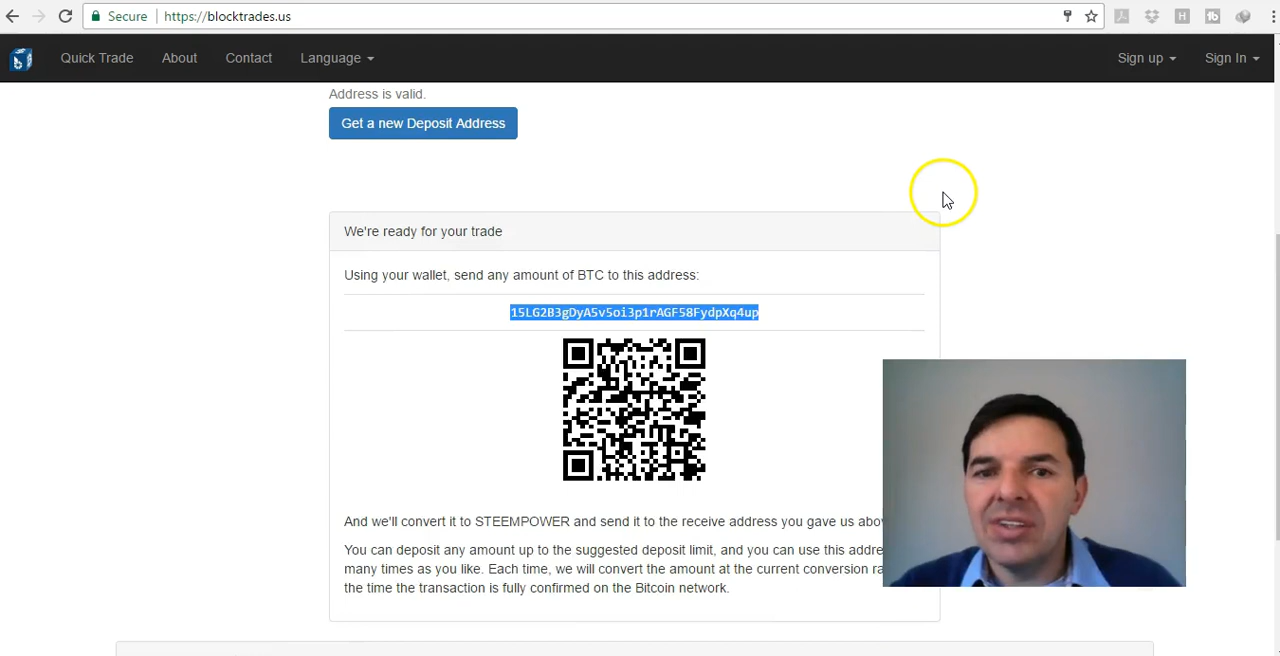 Secure https://blocktrades.us
Quick Trade About Contact Language Sign up Sign In
Address is valid.
Get a new Deposit Address
We're ready for your trade
Using your wallet, send any amount of BTC to this address:
15LG2B3gDyA5v5oi3p1rAGF58FydpXq4up
And we'll convert it to STEEMPOWER and send it to the receive address you gave us
You can deposit any amount up to the suggested deposit limit, and you can use this
many times as you like. Each time, we will convert the amount at the current conversion
the time the transaction is fully confirmed on the Bitcoin network.